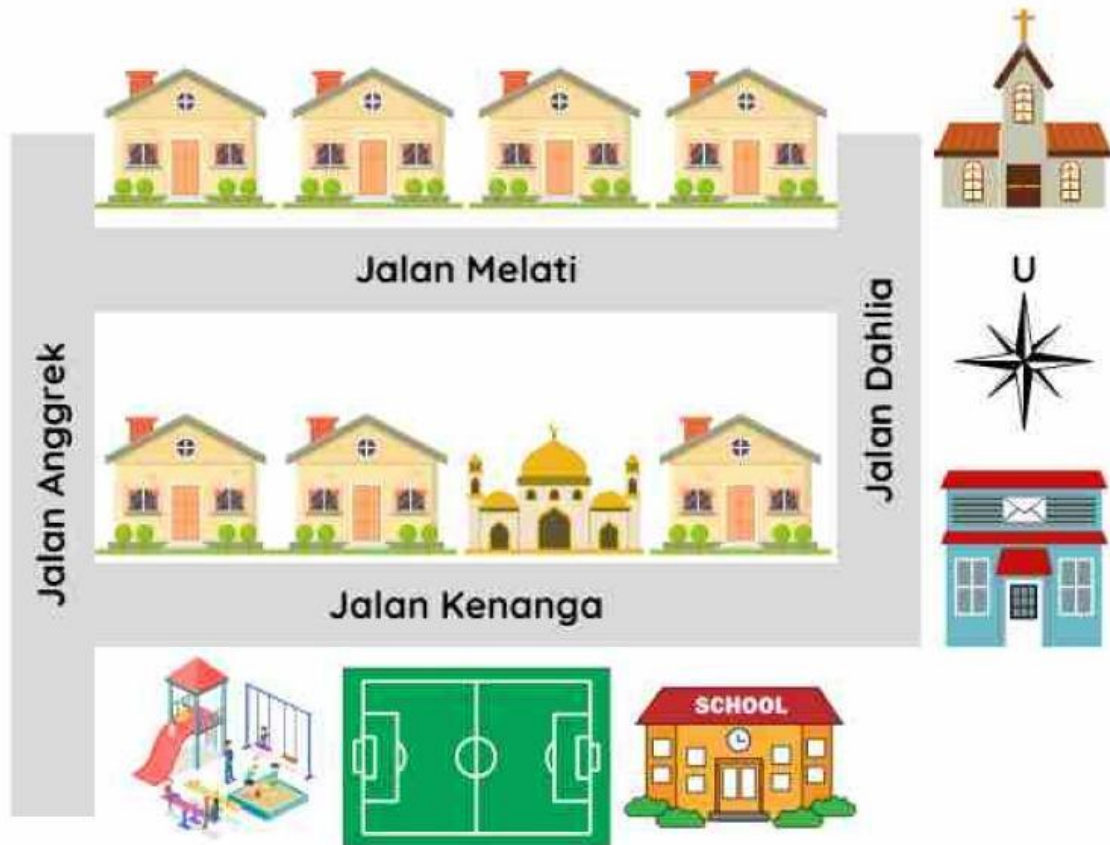 Jalan Melati
U
Jalan Anggrek
Jalan Dahlia
Jalan Kenanga
SCHOOL